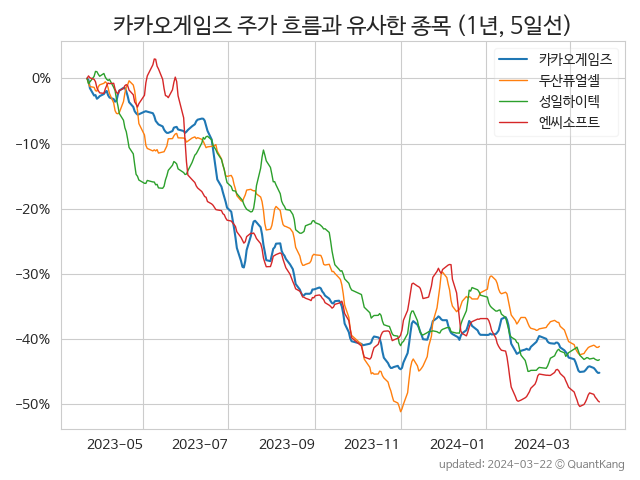 카카오게임즈 주가 흐름과 유사한 종목 (1년, 5일선)
카카오게임즈
두산퓨얼셀
성일하이텍
엔씨소프트
0%
−10%
−20%
−30%
−40%
−50%
2023−05 2023−07 2023−09 2023−11 2024−01 2024−03
updated: 2024-03-22 © QuantKang